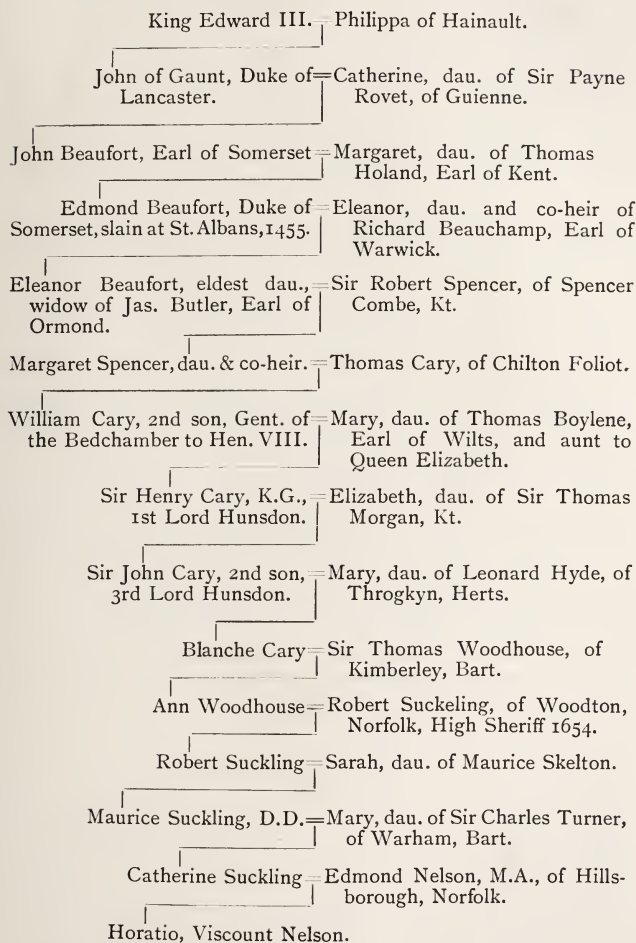 King Edward III. = Philippa of Hainault.
John of Gaunt, Duke of = Catherine, dau. of Sir Payne
Lancaster. Rovet, of Guienne.
John Beaufort, Earl of Somerset = Margaret, dau. of Thomas
Holand, Earl of Kent.
Edmond Beaufort, Duke of = Eleanor, dau. and co-heir of
Somerset, slain at St. Albans, 1455. Richard Beauchamp, Earl of
Warwick.
Eleanor Beaufort, eldest dau., = Sir Robert Spencer, of Spencer
widow of Jas. Butler, Earl of Combe, Kt.
Ormond.
Margaret Spencer, dau. & co-heir. = Thomas Cary, of Chilton Foliot.
William Cary, 2nd son, Gent. of = Mary, dau. of Thomas Boylene,
the Bedchamber to Hen. VIII. Earl of Wilts, and aunt to
Queen Elizabeth.
Sir Henry Cary, K.G., = Elizabeth, dau. of Sir Thomas
1st Lord Hunsdon. Morgan, Kt.
Sir John Cary, 2nd son, = Mary, dau. of Leonard Hyde, of
3rd Lord Hunsdon. Throgkyn, Herts.
Blanche Cary = Sir Thomas Woodhouse, of
Kimberley, Bart.
Ann Woodhouse = Robert Suckeling, of Woodton,
Norfolk, High Sheriff 1654.
Robert Suckling = Sarah, dau. of Maurice Skelton.
Maurice Suckling, D.D. = Mary, dau. of Sir Charles Turner,
of Warham, Bart.
Catherine Suckling = Edmond Nelson, M.A., of Hills-
borough, Norfolk.
Horatio, Viscount Nelson.